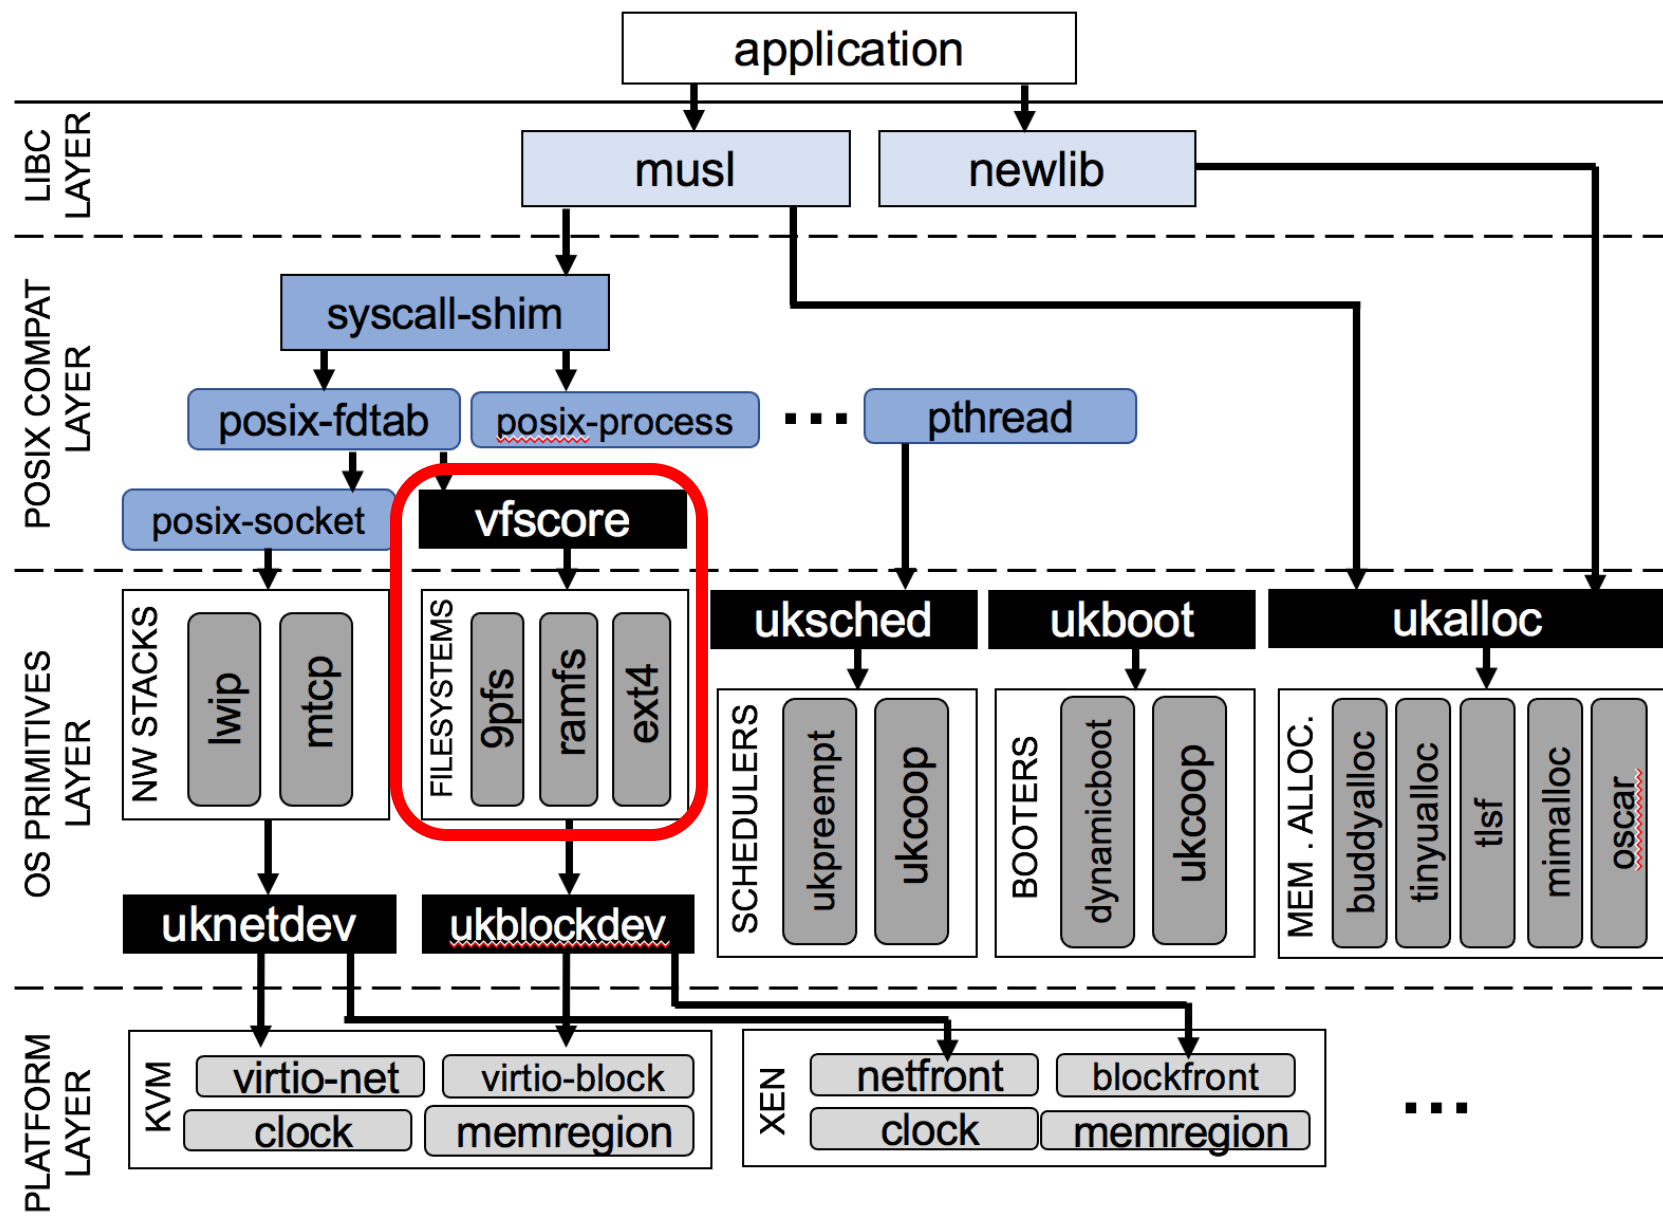 application
LIBC
LAYER
musl
newlib
POSIX COMPAT
LAYER
syscall-shim
posix-fdtab
posix-process
...
pthread
posix-socket
vfscore
OS PRIMITIVES
LAYER
NW STACKS
lwip
mtcp
FILESYSTEMS
9pfs
ramfs
ext4
uksched
ukboot
ukalloc
SCHEDULERS
ukpreempt
ukcoop
BOOTERS
dynamicboot
ukcoop
MEM . ALLOC.
buddyalloc
tinyualloc
tlsf
mimalloc
oscar
uknetdev
ukblockdev
PLATFORM
LAYER
KVM
virtio-net
virtio-block
clock
memregion
XEN
netfront
blockfront
clock
memregion
...